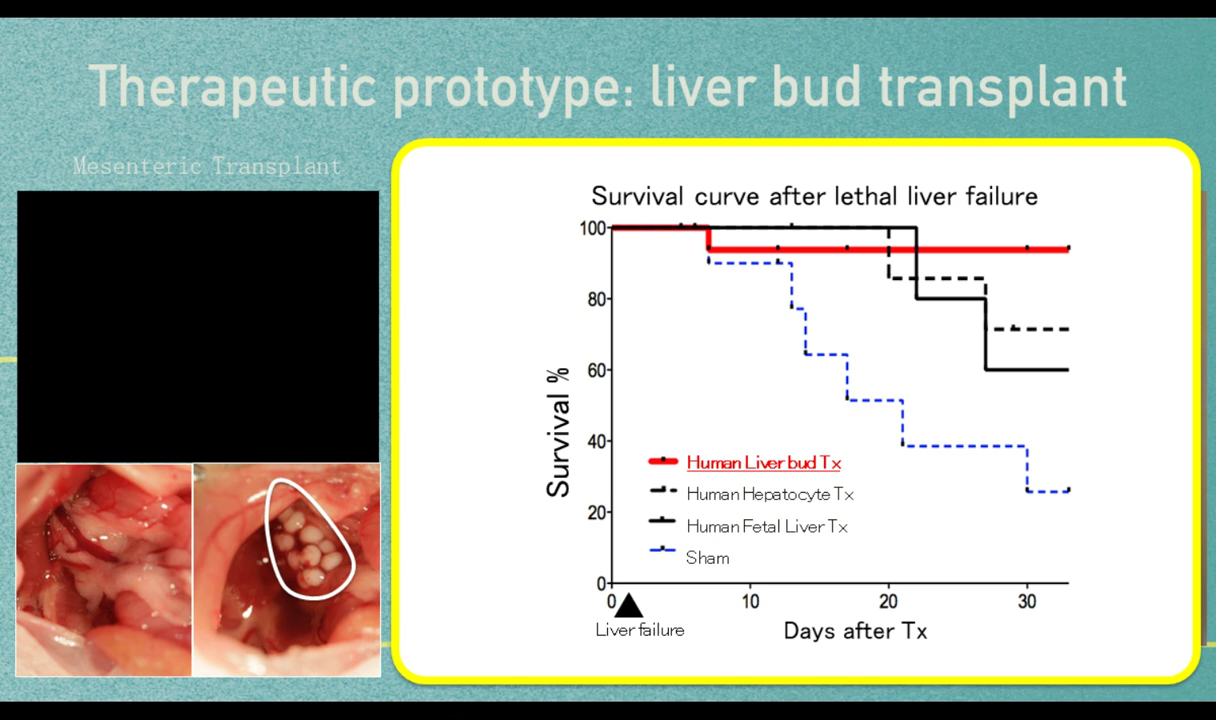 Therapeutic prototype: liver bud transplant
Mesenteric Transplant
Survival curve after lethal liver failure
100
80
60
40
20
0
Survival %
Human Liver bud Tx
Human Hepatocyte Tx
Human Fetal Liver Tx
Sham
0 10 20 30
Liver failure
Days after Tx